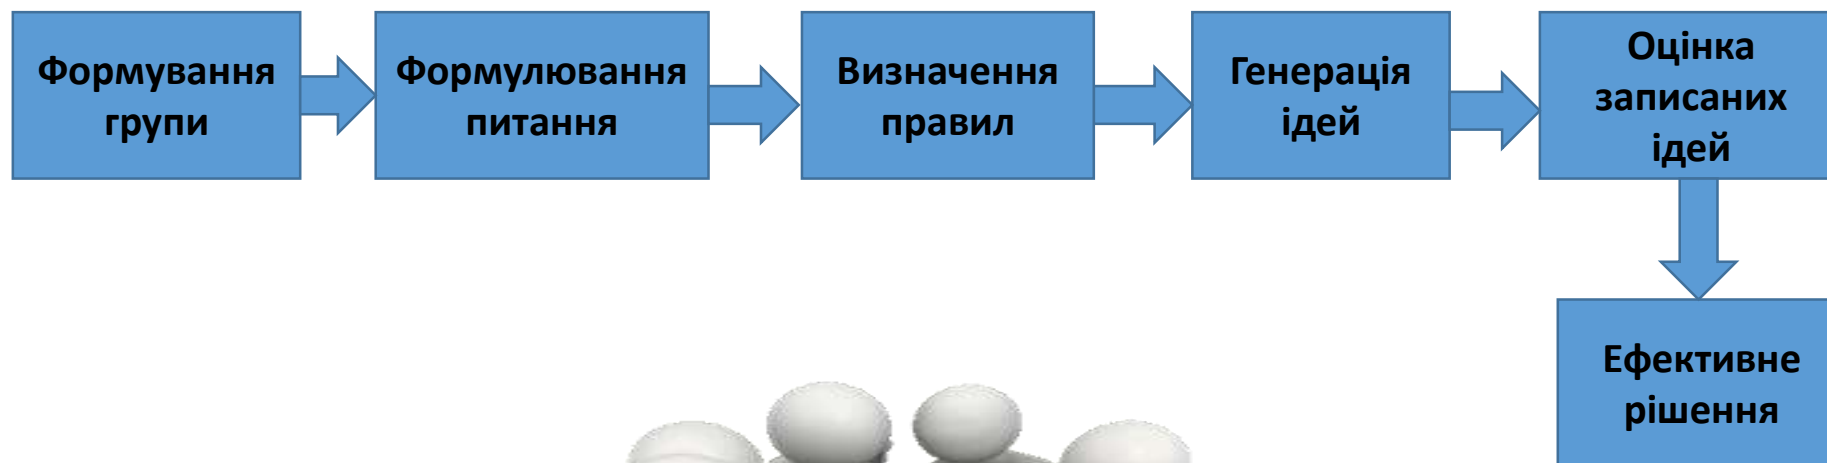 Формування
групи
Формулювання
питання
Визначення
правил
Генерація
ідей
Оцінка
записаних
ідей
Ефективне
рішення